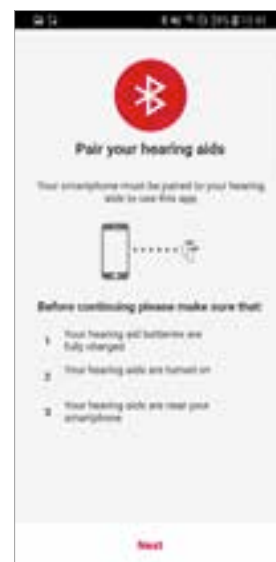 Pair your hearing aids
Your smartphone must be paired to your hearing
aids to use this app
Before continuing please make sure that:
1 Your hearing aid batteries are
fully charged
2 Your hearing aids are turned on
3 Your hearing aids are near your
smartphone
Next